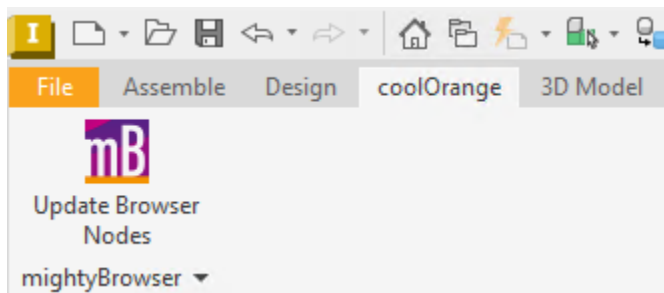 I
File Assemble Design coolOrange 3D Model
mB
Update Browser
Nodes
mightyBrowser